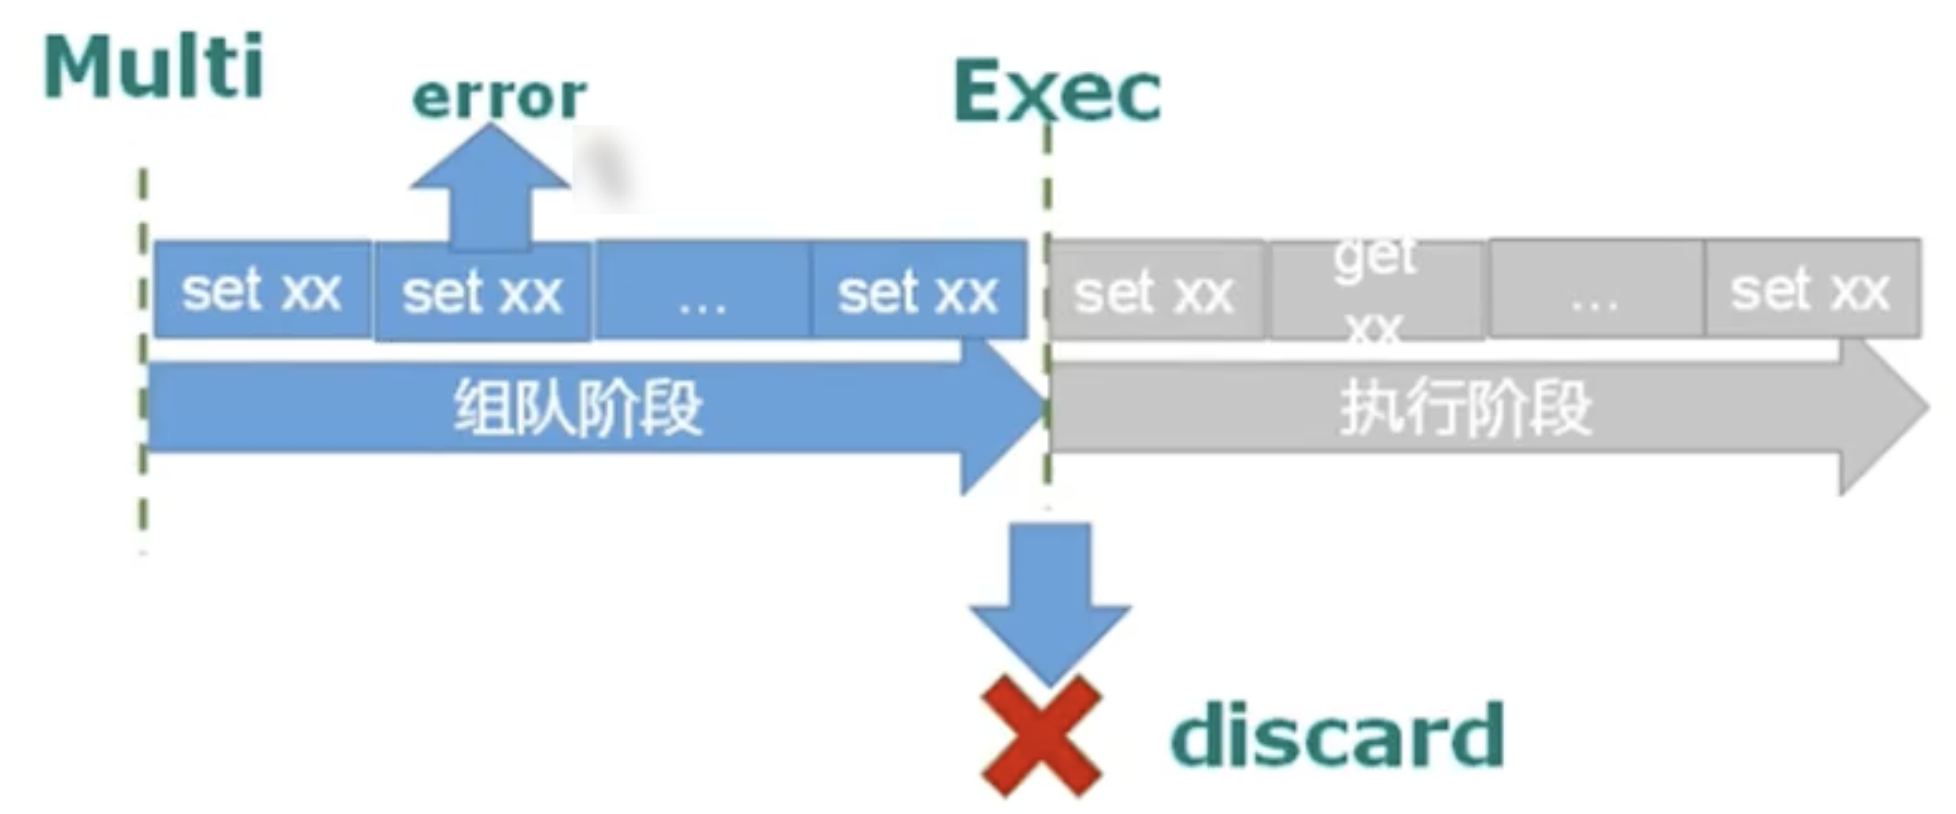 Multi
error
Exec
set xx
set xx
...
set xx
set xx
get
xx
...
set xx
组队阶段
执行阶段
discard